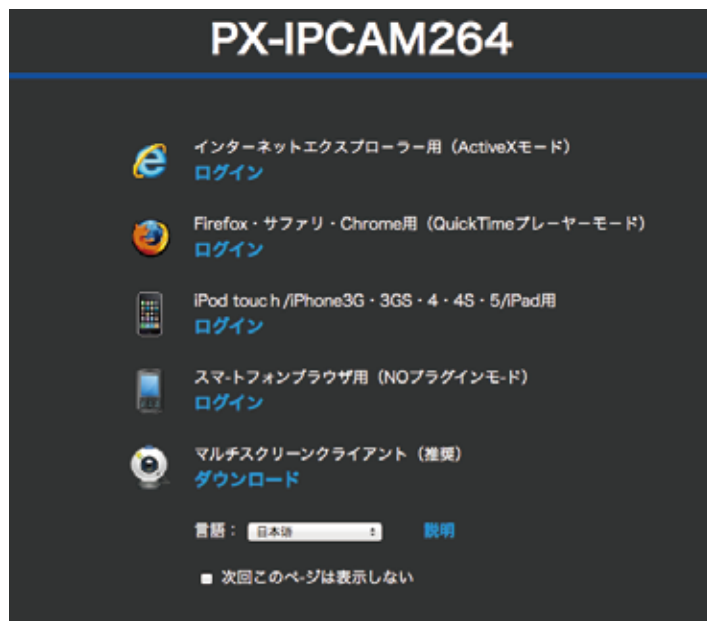 PX-IPCAM264
インターネットエクスプローラー用（ActiveXモード）
ログイン
Firefox・サファリ・Chrome用（QuickTimeプレーヤーモード）
ログイン
iPod touch/iPhone3G・3GS・4・4S・5/iPad用
ログイン
スマ-トフォンブラウザ用（NOプラグインモ-ド）
ログイン
マルチスクリーンクライアント（推奨）
ダウンロード
言語： 日本语 説明
次回このペ-ジは表示しない